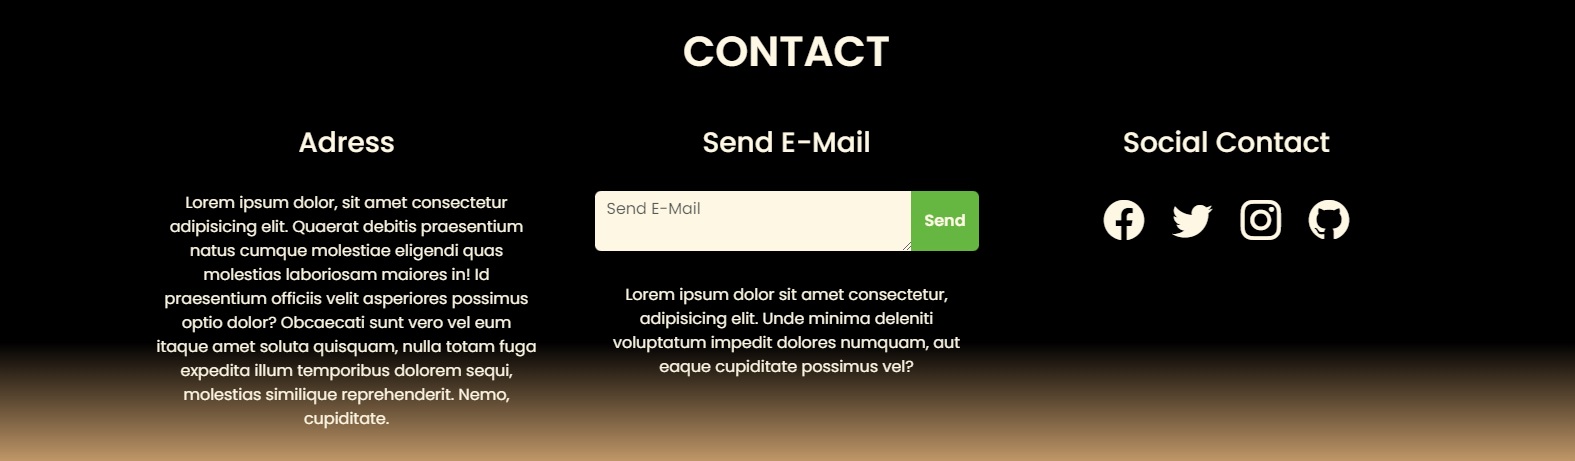 CONTACT
Adress
Lorem ipsum dolor, sit amet consectetur
adipisicing elit. Quaerat debitis praesentium
natus cumque molestiae eligendi quas
molestias laboriosam maiores in! Id
praesentium officiis velit asperiores possimus
optio dolor? Obcaecati sunt vero vel eum
itaque amet soluta quisquam, nulla totam fuga
expedita illum temporibus dolorem sequi,
molestias similique reprehenderit. Nemo,
cupiditate.
Send E-Mail
Send E-Mail
Send
Lorem ipsum dolor sit amet consectetur,
adipisicing elit. Unde minima deleniti
voluptatum impedit dolores numquam, aut
eaque cupiditate possimus vel?
Social Contact